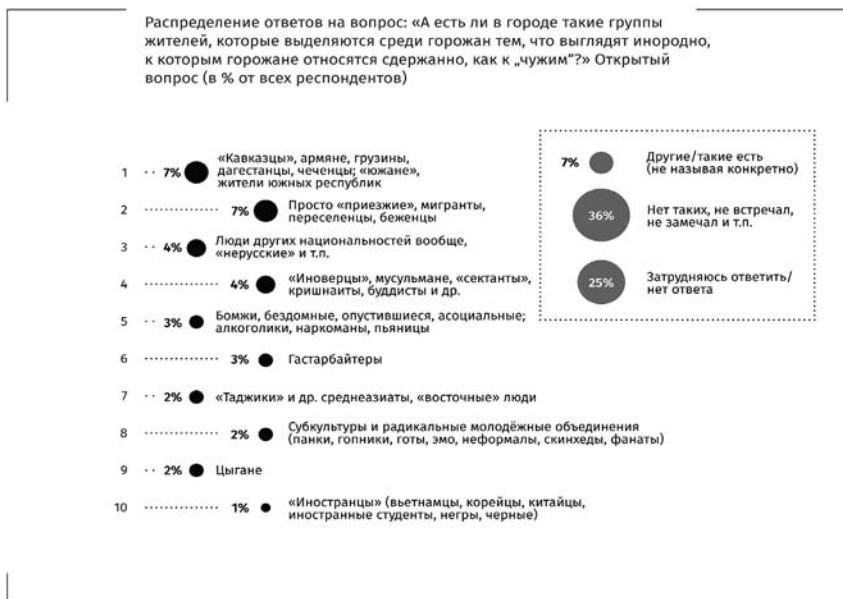 Распределение ответов на вопрос: «А есть ли в городе такие группы
жителей, которые выделяются среди горожан тем, что выглядят инородно,
к которым горожане относятся сдержанно, как к „чужим“?» Открытый
вопрос (в % от всех респондентов)
1 ·· 7% «Кавказцы», армяне, грузины,
дагестанцы, чеченцы; «южане»,
жители южных республик
2 ·············· 7% Просто «приезжие», мигранты,
переселенцы, беженцы
3 ·· 4% Люди других национальностей вообще,
«нерусские» и т.п.
4 ·············· 4% «Иноверцы», мусульмане, «сектанты»,
кришнаиты, буддисты и др.
5 ·· 3% Бомжи, бездомные, опустившиеся, асоциальные;
алкоголики, наркоманы, пьяницы
6 ·············· 3% Гастарбайтеры
7 ·· 2% «Таджики» и др. среднеазиаты, «восточные» люди
8 ·············· 2% Субкультуры и радикальные молодёжные объединения
(панки, гопники, готы, эмо, неформалы, скинхеды, фанаты)
9 ·· 2% Цыгане
10 ·············· 1% «Иностранцы» (вьетнамцы, корейцы, китайцы,
иностранные студенты, негры, черные)
7% Другие/такие есть
(не называя конкретно)
36% Нет таких, не встречал,
не замечал и т.п.
25% Затрудняюсь ответить/
нет ответа